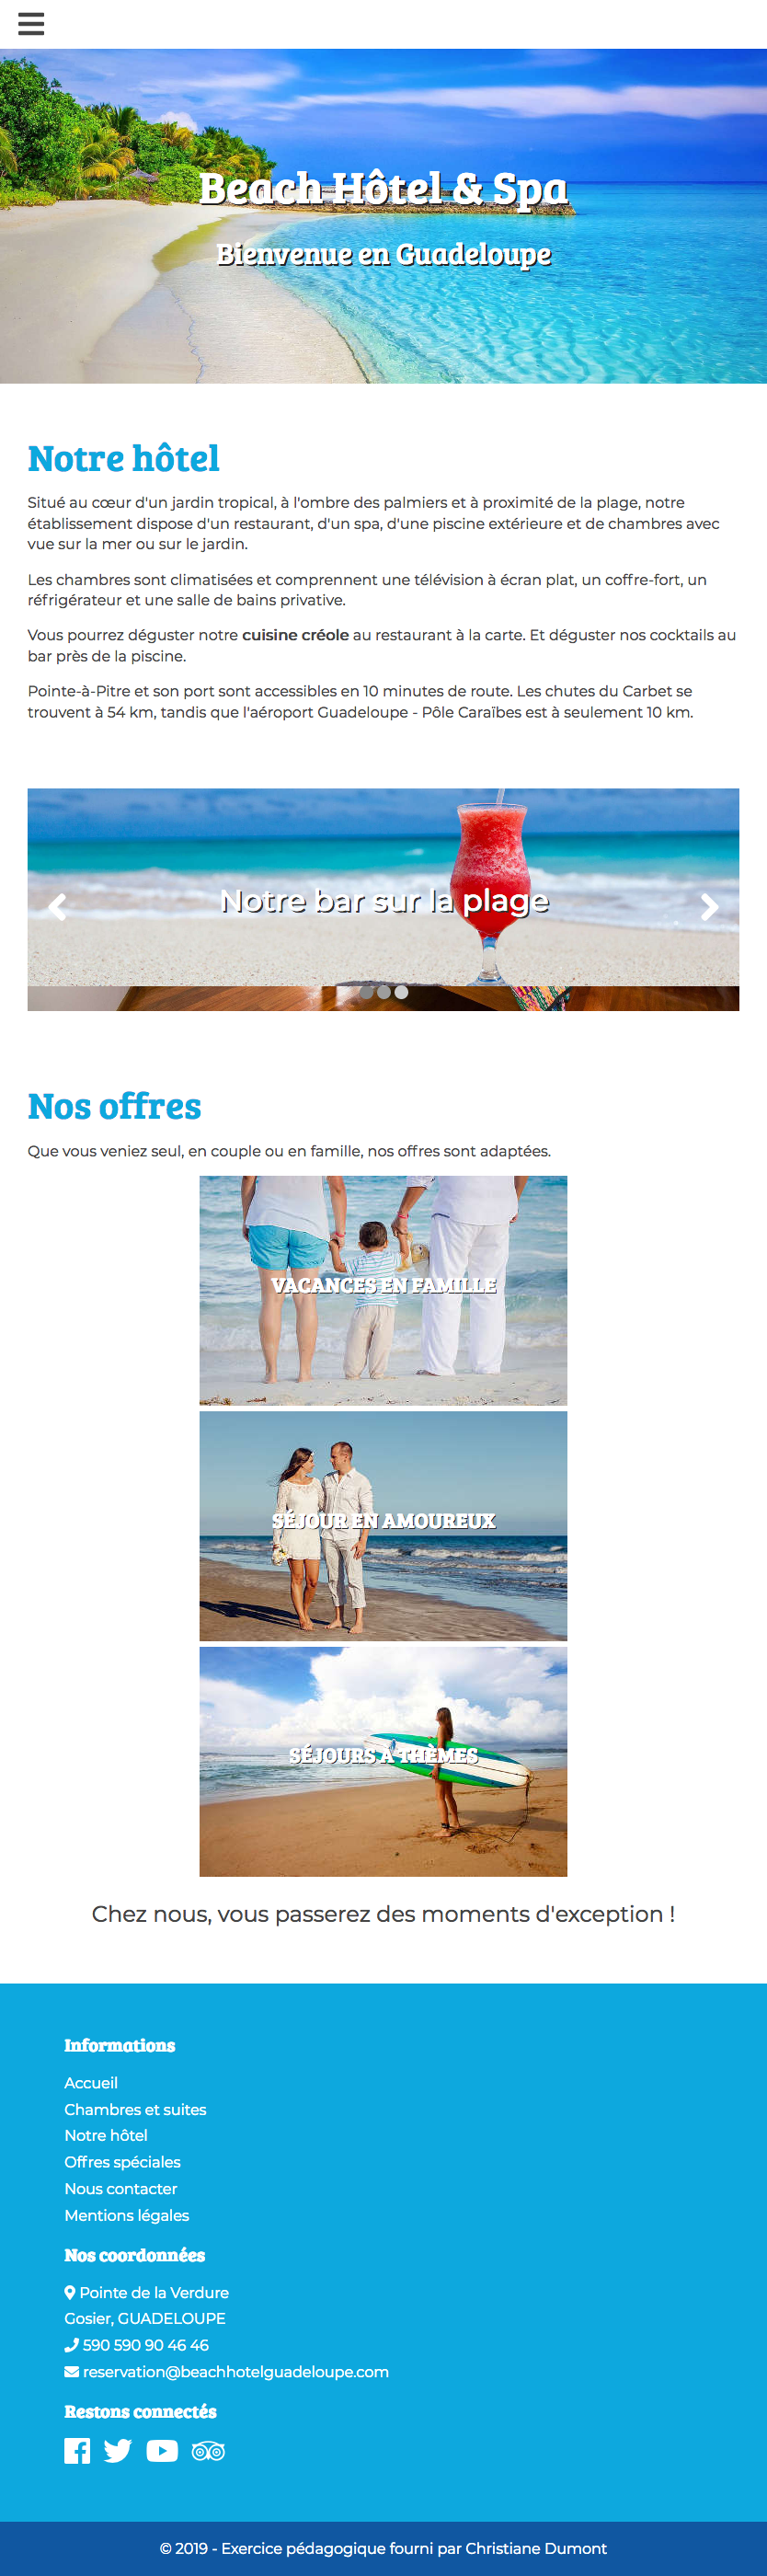 Beach Hôtel & Spa
Bienvenue en Guadeloupe
Notre hôtel
Situé au cœur d'un jardin tropical, à l'ombre des palmiers et à proximité de la plage, notre
établissement dispose d'un restaurant, d'un spa, d'une piscine extérieure et de chambres avec
vue sur la mer ou sur le jardin.
Les chambres sont climatisées et comprennent une télévision à écran plat, un coffre-fort, un
réfrigérateur et une salle de bains privative.
Vous pourrez déguster notre cuisine créole au restaurant à la carte. Et déguster nos cocktails au
bar près de la piscine.
Pointe-à-Pitre et son port sont accessibles en 10 minutes de route. Les chutes du Carbet se
trouvent à 54 km, tandis que l'aéroport Guadeloupe - Pôle Caraïbes est à seulement 10 km.
Notre bar sur la plage
Nos offres
Que vous veniez seul, en couple ou en famille, nos offres sont adaptées.
VACANCES EN FAMILLE
SÉJOUR EN AMOUREUX
SÉJOURS À THÈMES
Chez nous, vous passerez des moments d'exception !
Informations
Accueil
Chambres et suites
Notre hôtel
Offres spéciales
Nous contacter
Mentions légales
Nos coordonnées
Pointe de la Verdure
Gosier, GUADELOUPE
590 590 90 46 46
reservation@beachhotelguadeloupe.com
Restons connectés
© 2019 - Exercice pédagogique fourni par Christiane Dumont